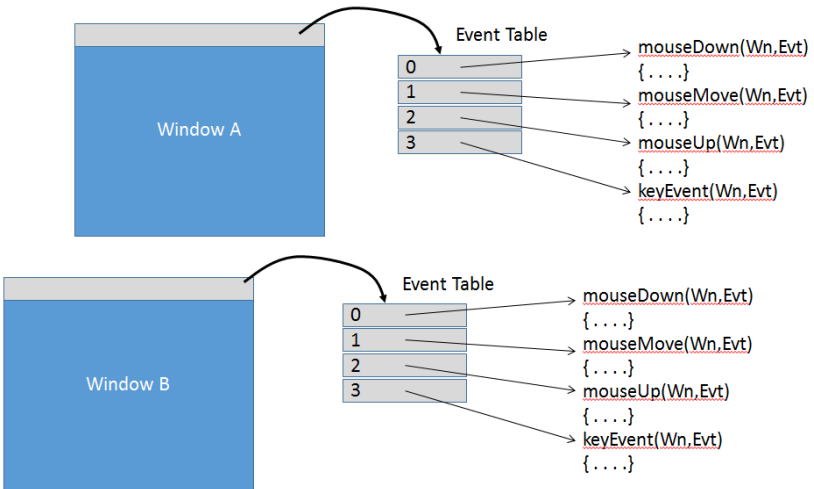 Event Table
mouseDown(Wn,Evt)
{ . . . .}
0
1
mouseMove(Wn,Evt)
{ . . . .}
2
Window A
mouseUp(Wn,Evt)
{ . . . .}
3
keyEvent(Wn,Evt)
{ . . . .}
Event Table
mouseDown(Wn,Evt)
{ . . . .}
0
1
mouseMove(Wn,Evt)
{ . . . .}
2
Window B
mouseUp(Wn,Evt)
{ . . . .}
3
keyEvent(Wn,Evt)
{ . . . .}